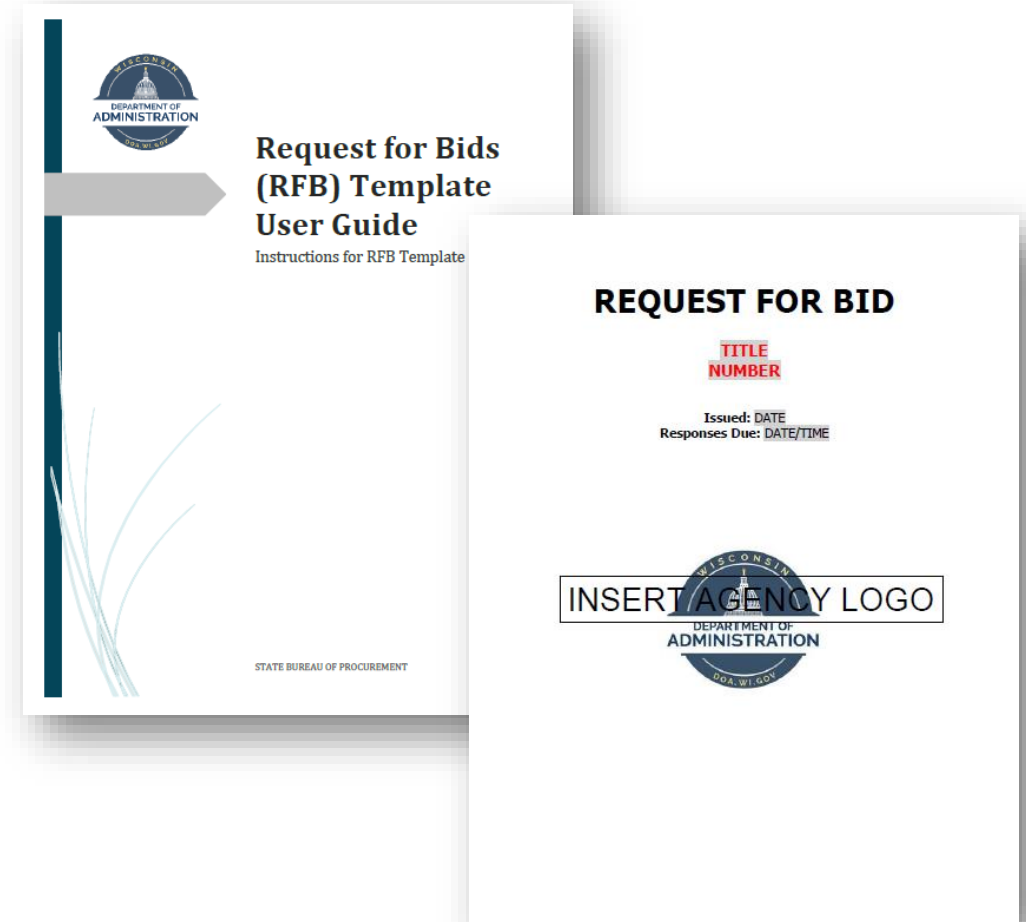 WISCONSIN
DEPARTMENT OF
ADMINISTRATION
DOA.WI.GOV
Request for Bids
(RFB) Template
User Guide
Instructions for RFB Template
STATE BUREAU OF PROCUREMENT
REQUEST FOR BID
TITLE
NUMBER
Issued: DATE
Responses Due: DATE/TIME
WISCONSIN
INSERT AGENCY LOGO
DEPARTMENT OF
ADMINISTRATION
DOA.WI.GOV